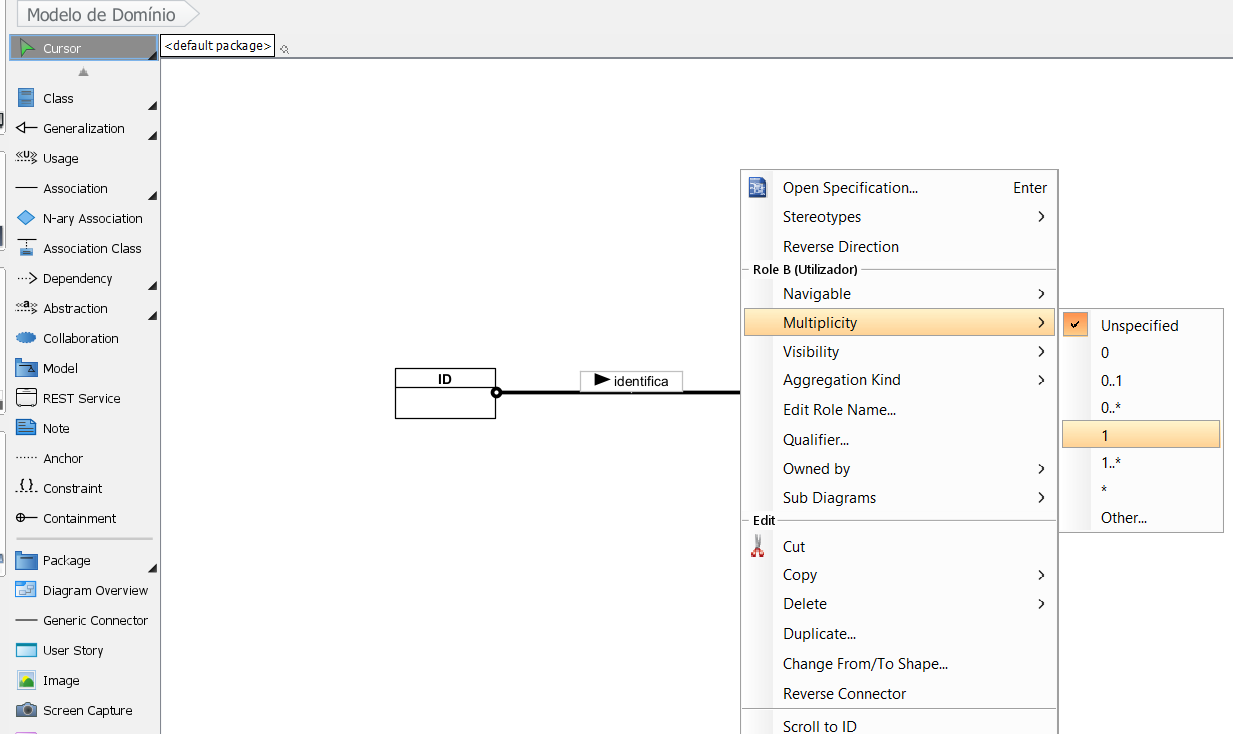 Modelo de Domínio
Cursor
<default package>
Class
Generalization
Usage
Association
N-ary Association
Association Class
Dependency
Abstraction
Collaboration
Model
REST Service
Note
Anchor
Constraint
Containment
Package
Diagram Overview
Generic Connector
User Story
Image
Screen Capture
ID
identifica
Open Specification... Enter
Stereotypes
Reverse Direction
Role B (Utilizador)
Navigable
Multiplicity
Visibility
Aggregation Kind
Edit Role Name...
Qualifier...
Owned by
Sub Diagrams
Edit
Cut
Copy
Delete
Duplicate...
Change From/To Shape...
Reverse Connector
Scroll to ID
Unspecified
0
0..1
0..*
1
1..*
*
Other...